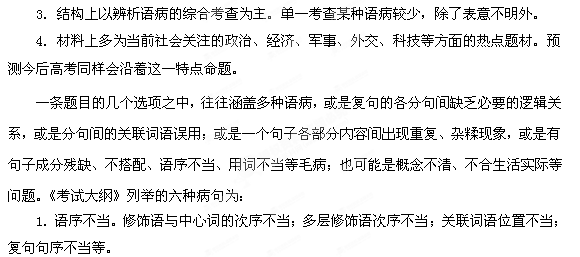 3. 结构上以辨析语病的综合考查为主。单一考查某种语病较少，除了表意不明外。
4. 材料上多为当前社会关注的政治、经济、军事、外交、科技等方面的热点题材。预
测今后高考同样会沿着这一特点命题。
一条题目的几个选项之中，往往涵盖多种语病，或是复句的各分句间缺乏必要的逻辑关
系，或是分句间的关联词语误用；或是一个句子各部分内容间出现重复、杂糅现象，或是有
句子成分残缺、不搭配、语序不当、用词不当等毛病；也可能是概念不清、不合生活实际等
问题。《考试大纲》列举的六种病句为：
1. 语序不当。修饰语与中心词的次序不当；多层修饰语次序不当；关联词语位置不当；
复句句序不当等。